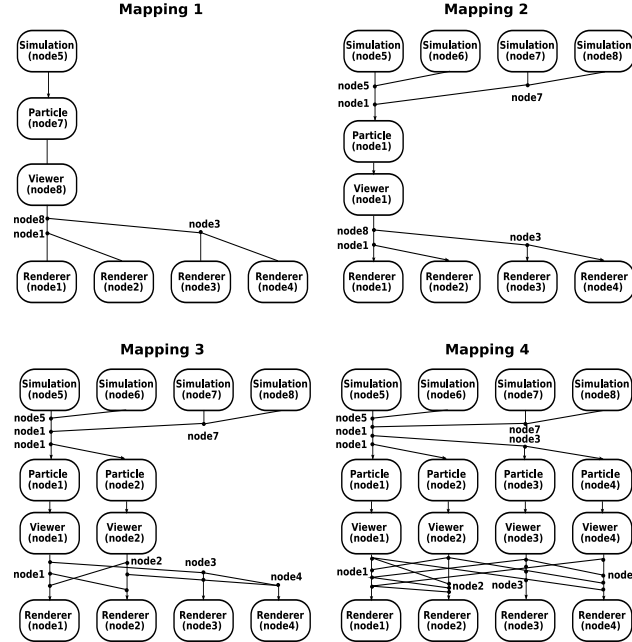 Mapping 1
Simulation
(node5)
Particle
(node7)
Viewer
(node8)
node8
node3
node1
Renderer
(node1)
Renderer
(node2)
Renderer
(node3)
Renderer
(node4)
Mapping 2
Simulation
(node5)
Simulation
(node6)
Simulation
(node7)
Simulation
(node8)
node5
node1
node7
Particle
(node1)
Viewer
(node1)
node8
node3
node1
Renderer
(node1)
Renderer
(node2)
Renderer
(node3)
Renderer
(node4)
Mapping 3
Simulation
(node5)
Simulation
(node6)
Simulation
(node7)
Simulation
(node8)
node5
node1
node7
node1
Particle
(node1)
Particle
(node2)
Viewer
(node1)
Viewer
(node2)
node2
node3
node1
node4
Renderer
(node1)
Renderer
(node2)
Renderer
(node3)
Renderer
(node4)
Mapping 4
Simulation
(node5)
Simulation
(node6)
Simulation
(node7)
Simulation
(node8)
node5
node1
node7
node1
node3
Particle
(node1)
Particle
(node2)
Particle
(node3)
Particle
(node4)
Viewer
(node1)
Viewer
(node2)
Viewer
(node3)
Viewer
(node4)
node1
node2
node3
node
Renderer
(node1)
Renderer
(node2)
Renderer
(node3)
Renderer
(node4)